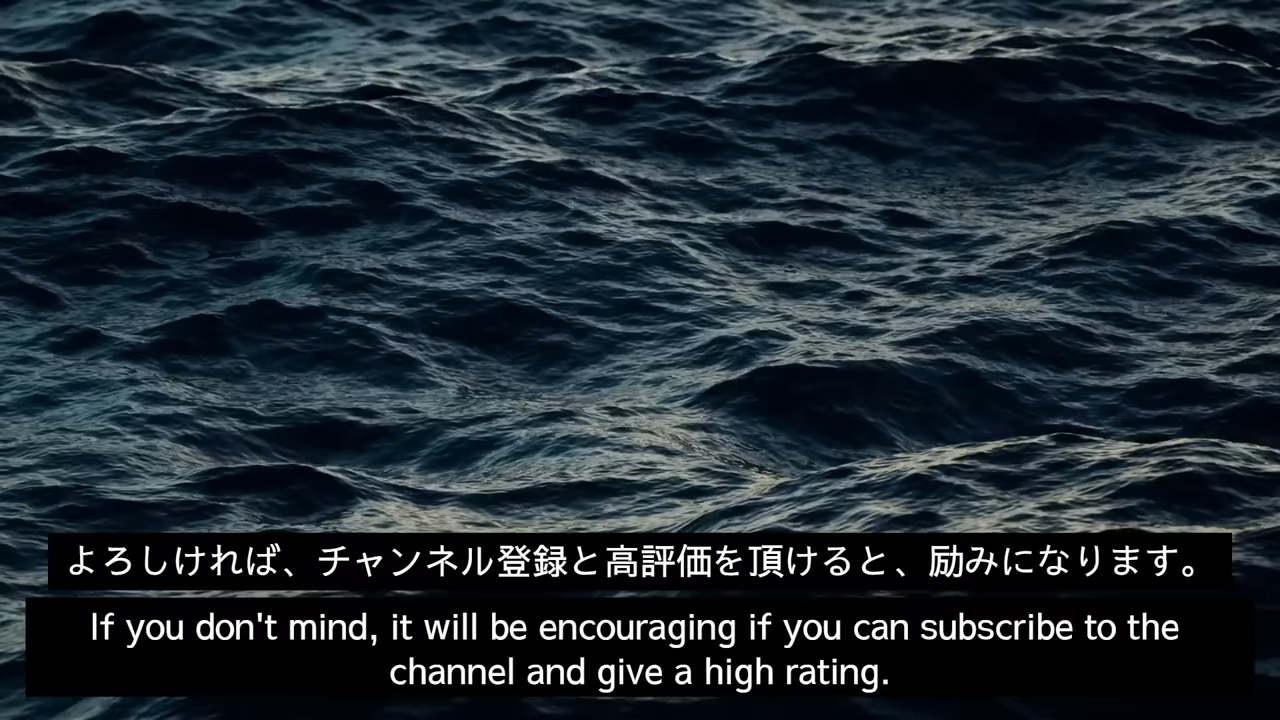 よろしければ、チャンネル登録と高評価を頂けると、励みになります。
If you don't mind, it will be encouraging if you can subscribe to the
channel and give a high rating.